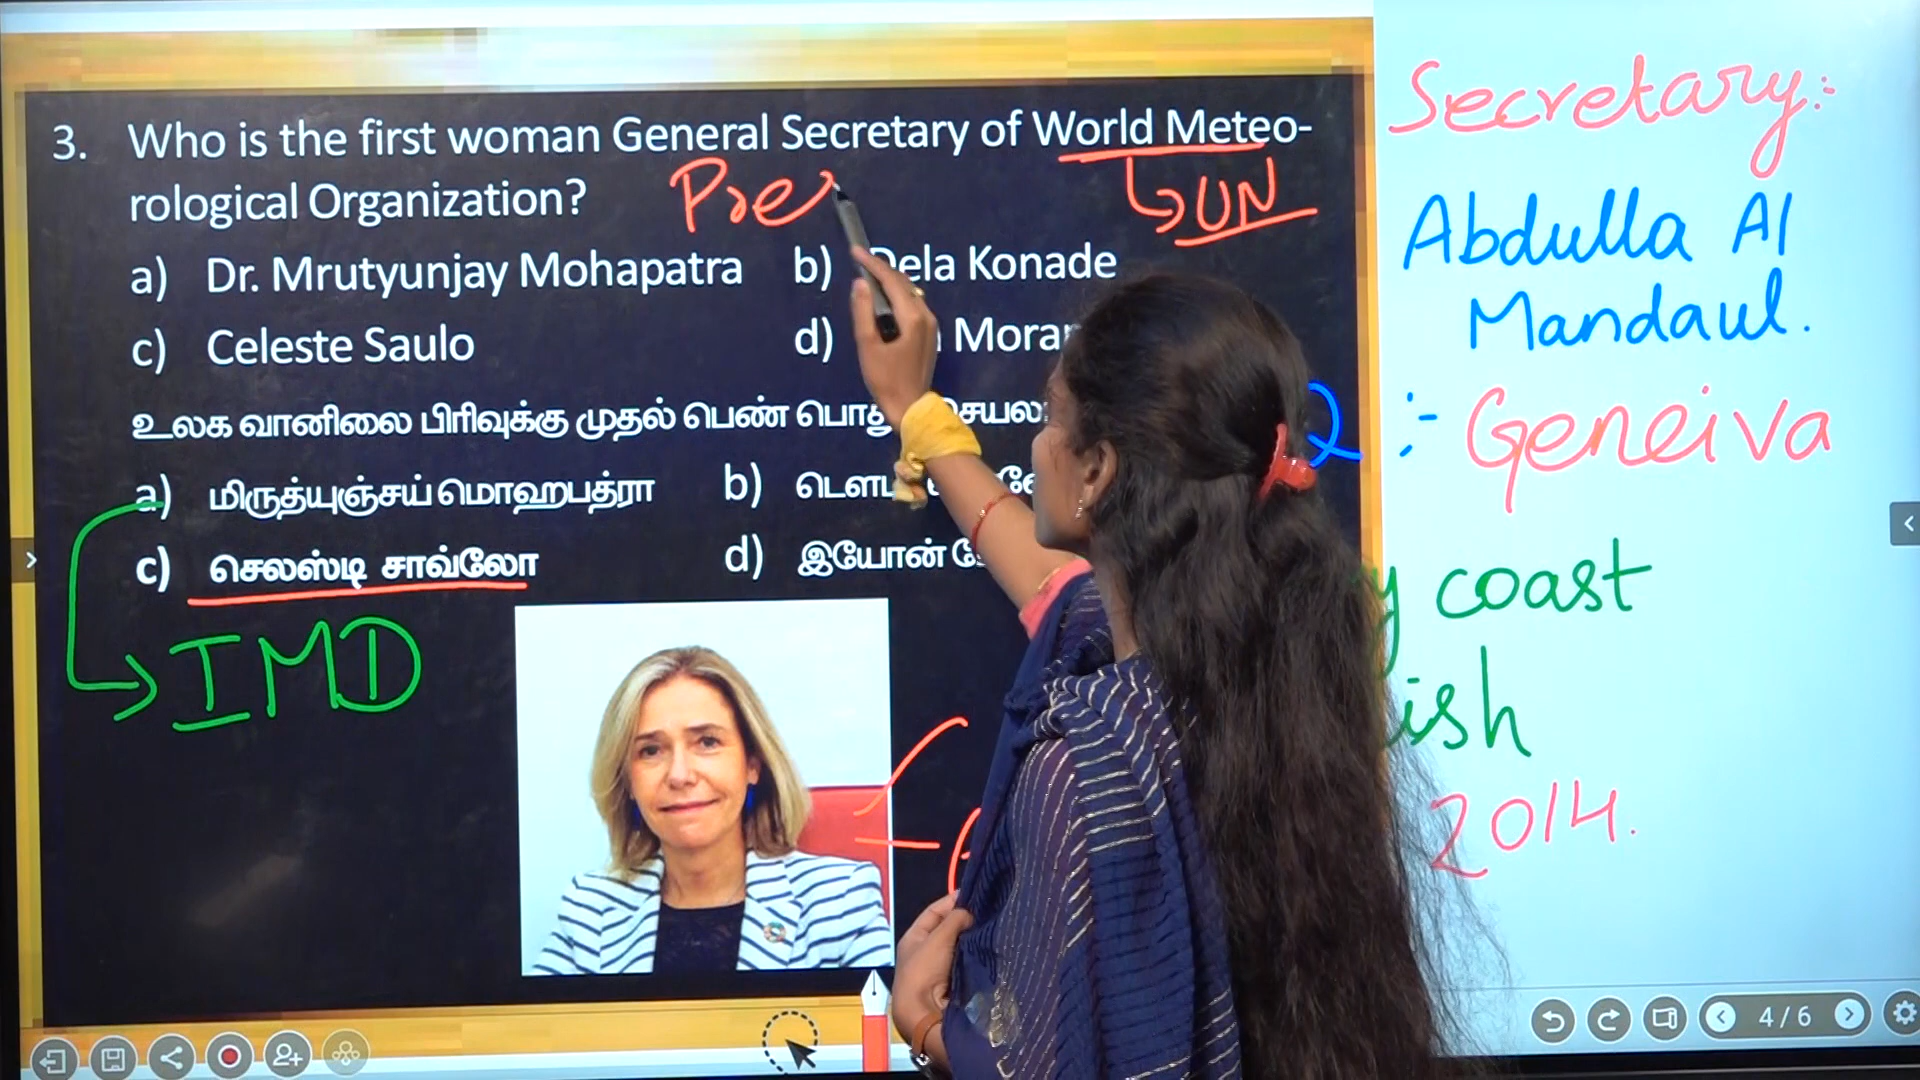 3. Who is the first woman General Secretary of World Meteo-
rological Organization?
Pre
UN
a) Dr. Mrutyunjay Mohapatra b) Dela Konade
c) Celeste Saulo d)
உலக வானிலை பிரிவுக்கு முதல் பெண்
a) மிருத்யுஞ்சய் மொஹபத்ரா b)
c) செலஸ்டி சாவ்லோ d) இயோன்
IMD
Secretary:
Abdulla Al
Mandaul.
:- Geneiva
coast
ish
2014.
4 / 6